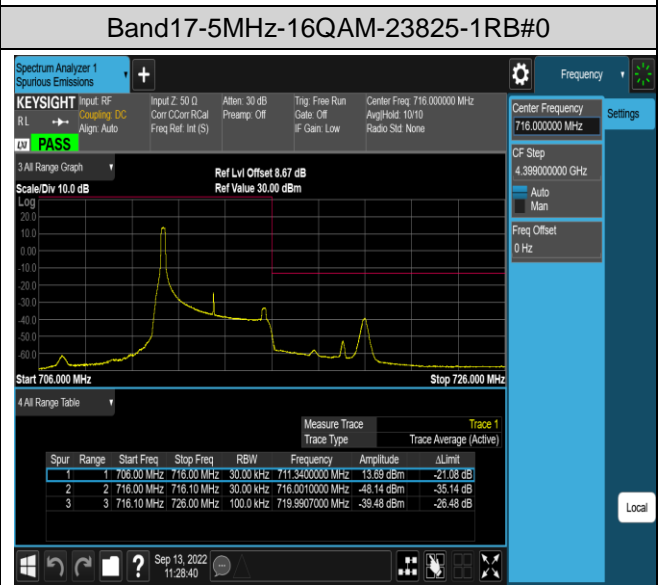 Band17-5MHz-16QAM-23825-1RB#0
Spectrum Analyzer 1
Spurious Emissions
Frequency
KEYSIGHT
RL
Input: RF
Coupling: DC
Align: Auto
Input Z: 50 Ω
Corr CCorr RCal
Freq Ref: Int (S)
Atten: 30 dB
Preamp: Off
Trig: Free Run
Gate: Off
IF Gain: Low
Center Freq: 716.000000 MHz
Avg|Hold: 10/10
Radio Std: None
LXI PASS
Center Frequency
716.000000 MHz
Settings
CF Step
4.399000000 GHz
Auto
Man
Freq Offset
0 Hz
3 All Range Graph
Scale/Div 10.0 dB
Ref Lvl Offset 8.67 dB
Ref Value 30.00 dBm
Log
20.0
10.0
0.00
-10.0
-20.0
-30.0
-40.0
-50.0
-60.0
Start 706.000 MHz Stop 726.000 MHz
4 All Range Table
Measure Trace Trace 1
Trace Type Trace Average (Active)
Spur Range Start Freq Stop Freq RBW Frequency Amplitude ΔLimit
1 1 706.00 MHz 716.00 MHz 30.00 kHz 711.3400000 MHz 13.69 dBm -21.08 dB
2 2 716.00 MHz 716.10 MHz 30.00 kHz 716.0010000 MHz -48.14 dBm -35.14 dB
3 3 716.10 MHz 726.00 MHz 100.0 kHz 719.9907000 MHz -39.48 dBm -26.48 dB
Local
Sep 13, 2022
11:28:40